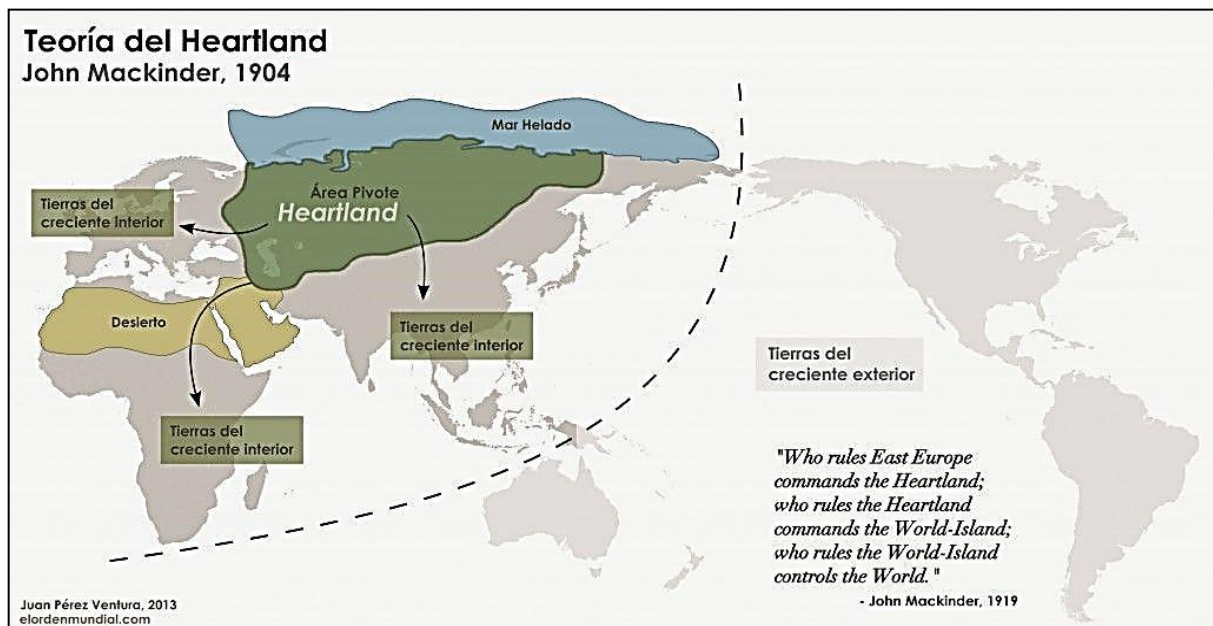 Teoría del Heartland
John Mackinder, 1904
Mar Helado
Área Pivote
Heartland
Tierras del
creciente interior
Desierto
Tierras del
creciente interior
Tierras del
creciente exterior
Tierras del
creciente interior
"Who rules East Europe
commands the Heartland;
who rules the Heartland
commands the World-Island;
who rules the World-Island
controls the World."
- John Mackinder, 1919
Juan Pérez Ventura, 2013
elordenmundial.com